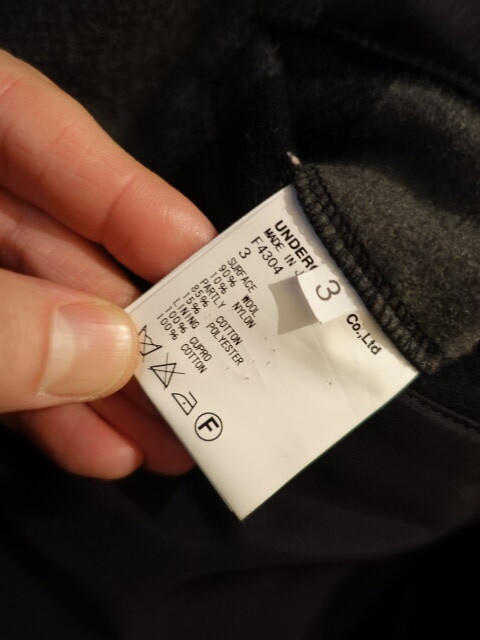 UNDERC Co.,Ltd
MADE IN J
F4304
3
3
SURFACE
90% WOOL
10% NYLON
PARTLY
85% COTTON
15% POLYESTER
LINING
100% CUPRO
100% COTTON
F